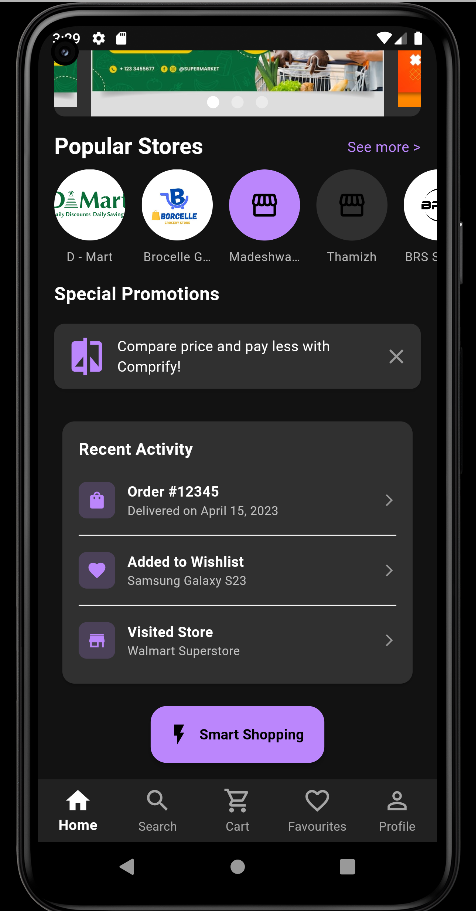 3:29
+ 123 3455677 @SUPERMARKET
Popular Stores
See more >
D Mart
Daily Discounts Daily Savings
BORCELLE
D - Mart
Brocelle G...
Madeshwa...
Thamizh
BRS S
Special Promotions
Compare price and pay less with
Comprify!
Recent Activity
Order #12345
Delivered on April 15, 2023
Added to Wishlist
Samsung Galaxy S23
Visited Store
Walmart Superstore
Smart Shopping
Home
Search
Cart
Favourites
Profile